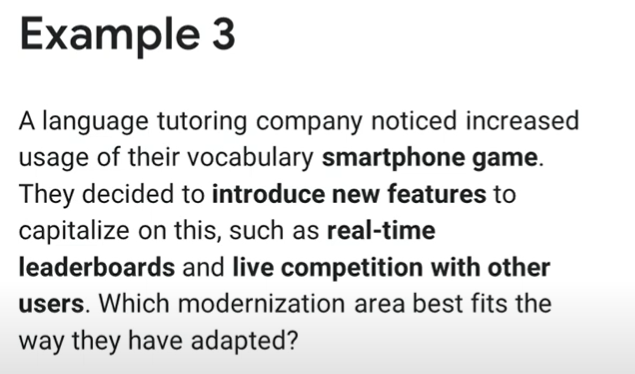 Example 3
A language tutoring company noticed increased
usage of their vocabulary smartphone game.
They decided to introduce new features to
capitalize on this, such as real-time
leaderboards and live competition with other
users. Which modernization area best fits the
way they have adapted?